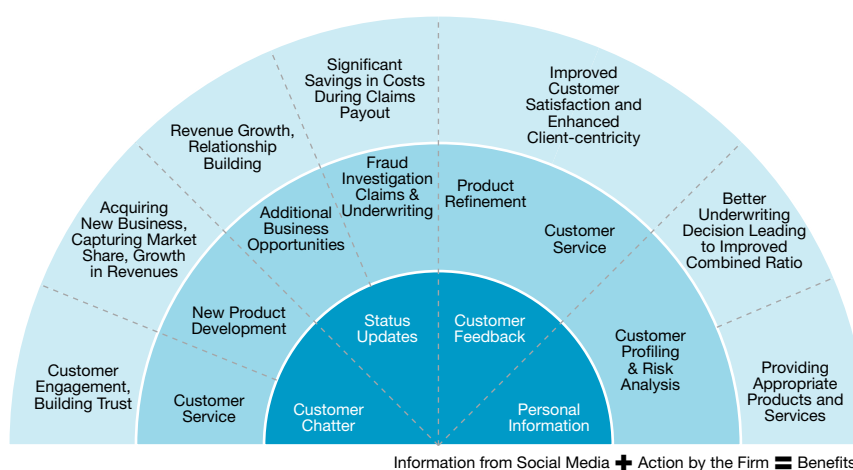 Significant
Savings in Costs
During Claims
Payout
Improved
Customer
Satisfaction and
Enhanced
Client-centricity
Revenue Growth,
Relationship
Building
Fraud
Investigation
Claims &
Underwriting
Product
Refinement
Acquiring
New Business,
Capturing Market
Share, Growth
in Revenues
Additional
Business
Opportunities
Customer
Service
Better
Underwriting
Decision Leading
to Improved
Combined Ratio
New Product
Development
Status
Updates
Customer
Feedback
Customer
Profiling
& Risk
Analysis
Customer
Engagement,
Building Trust
Customer
Service
Customer
Chatter
Personal
Information
Providing
Appropriate
Products and
Services
Information from Social Media + Action by the Firm = Benefits